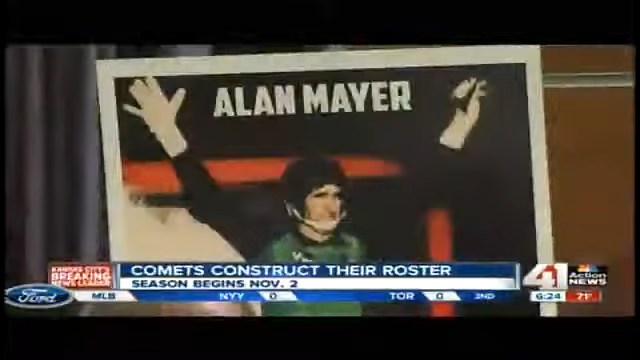 ALAN MAYER
KANSAS CITY'S
BREAKING
NEWS LEADER
COMETS CONSTRUCT THEIR ROSTER
SEASON BEGINS NOV. 2
41 Action
NEWS
Ford
MLB NYY 0 TOR 0 2ND
6:24 71°